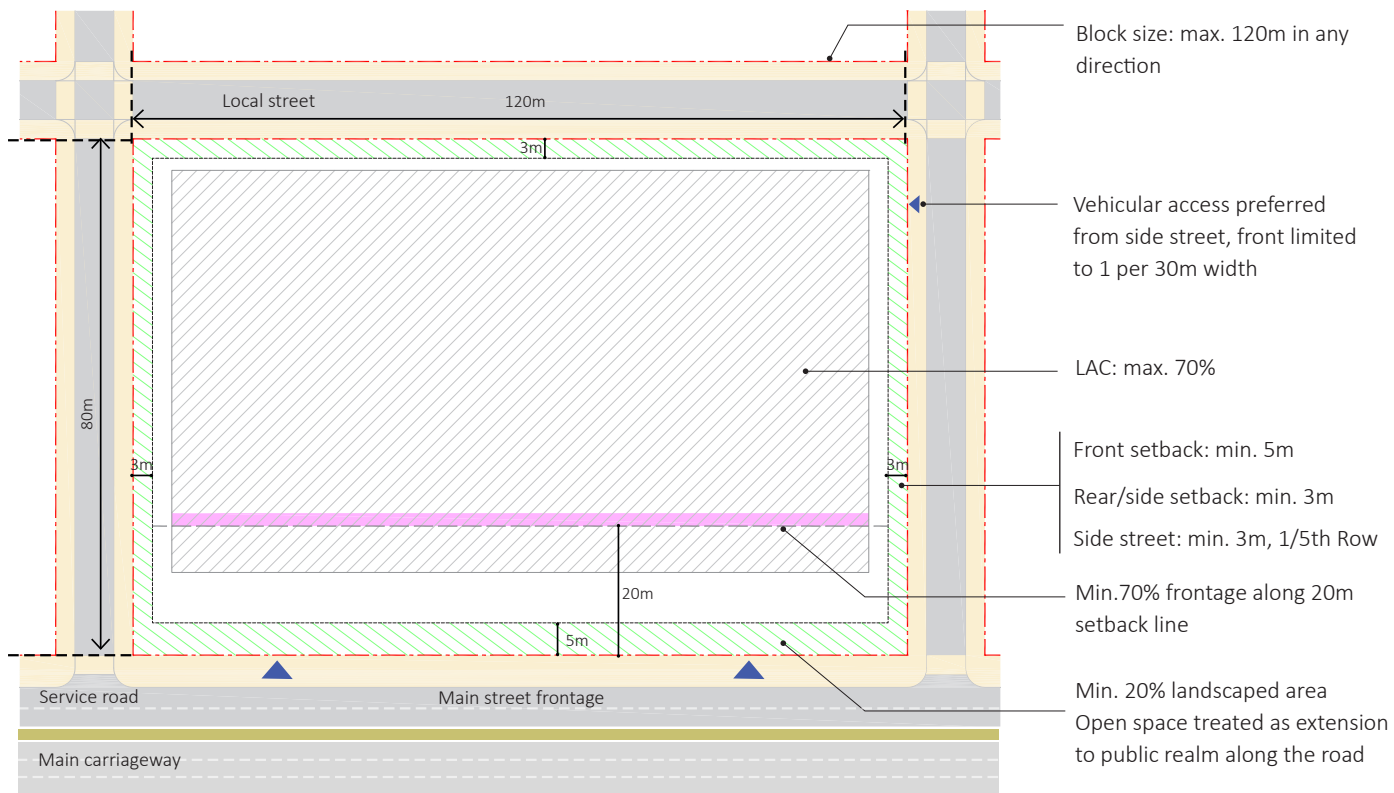 Block size: max. 120m in any
direction
Local street
120m
3m
Vehicular access preferred
from side street, front limited
to 1 per 30m width
LAC: max. 70%
80m
3m
3m
Front setback: min. 5m
Rear/side setback: min. 3m
Side street: min. 3m, 1/5th Row
20m
Min.70% frontage along 20m
setback line
5m
Service road
Main street frontage
Min. 20% landscaped area
Open space treated as extension
to public realm along the road
Main carriageway